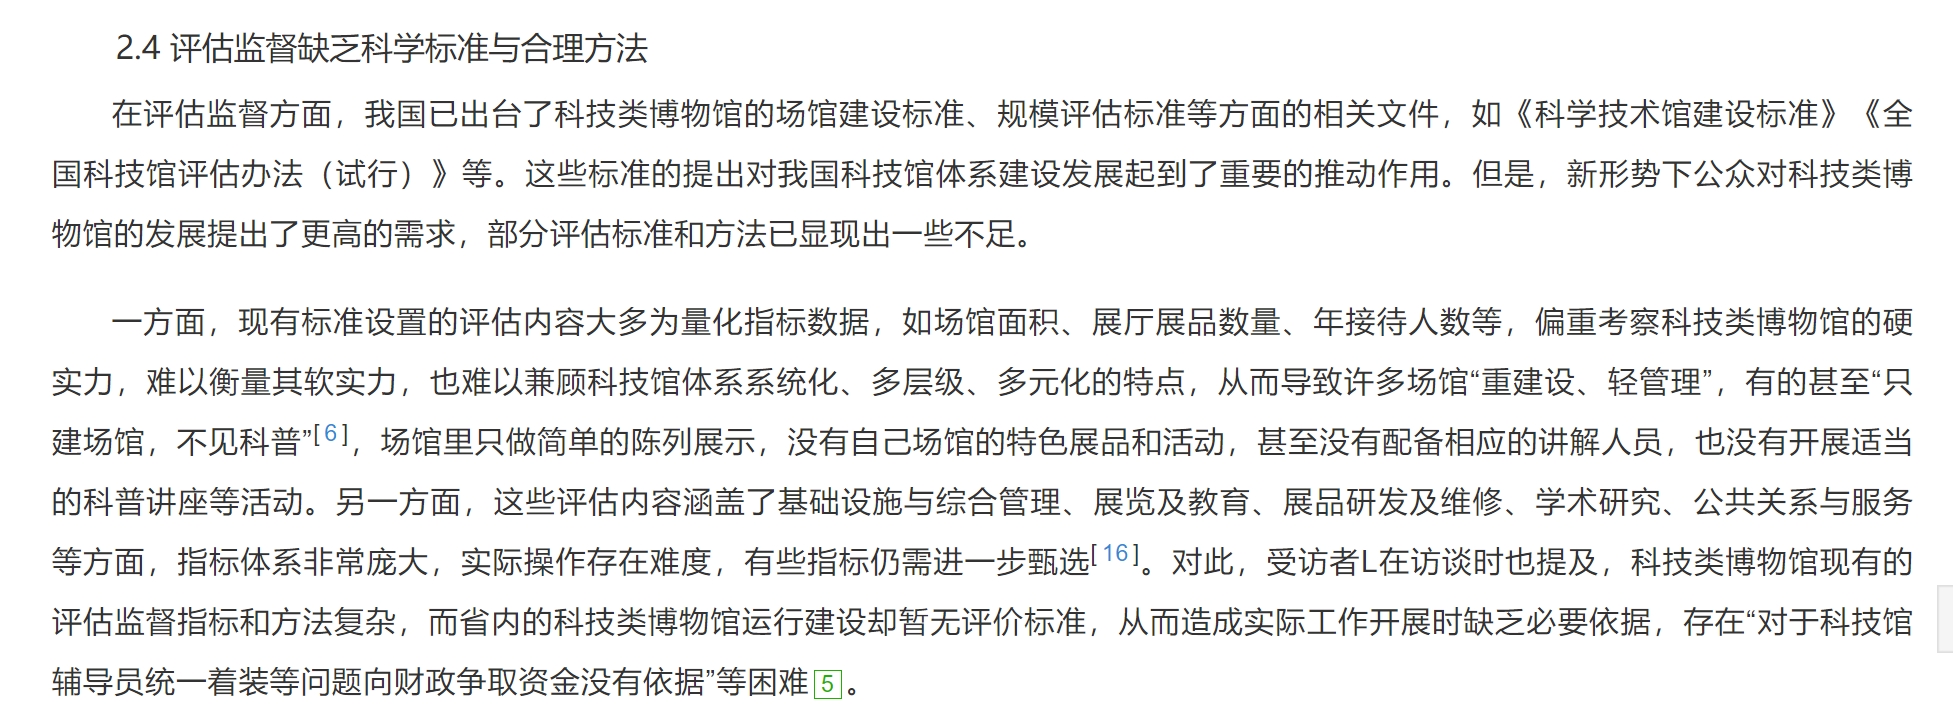 2.4 评估监督缺乏科学标准与合理方法
在评估监督方面，我国已出台了科技类博物馆的场馆建设标准、规模评估标准等方面的相关文件，如《科学技术馆建设标准》《全
国科技馆评估办法（试行）》等。这些标准的提出对我国科技馆体系建设发展起到了重要的推动作用。但是，新形势下公众对科技类博
物馆的发展提出了更高的需求，部分评估标准和方法已显现出一些不足。
一方面，现有标准设置的评估内容大多为量化指标数据，如场馆面积、展厅展品数量、年接待人数等，偏重考察科技类博物馆的硬
实力，难以衡量其软实力，也难以兼顾科技馆体系系统化、多层级、多元化的特点，从而导致许多场馆“重建设、轻管理”，有的甚至“只
建场馆，不见科普”[6]，场馆里只做简单的陈列展示，没有自己场馆的特色展品和活动，甚至没有配备相应的讲解人员，也没有开展适当
的科普讲座等活动。另一方面，这些评估内容涵盖了基础设施与综合管理、展览及教育、展品研发及维修、学术研究、公共关系与服务
等方面，指标体系非常庞大，实际操作存在难度，有些指标仍需进一步甄选[16]。对此，受访者L在访谈时也提及，科技类博物馆现有的
评估监督指标和方法复杂，而省内的科技类博物馆运行建设却暂无评价标准，从而造成实际工作开展时缺乏必要依据，存在“对于科技馆
辅导员统一着装等问题向财政争取资金没有依据”等困难5。